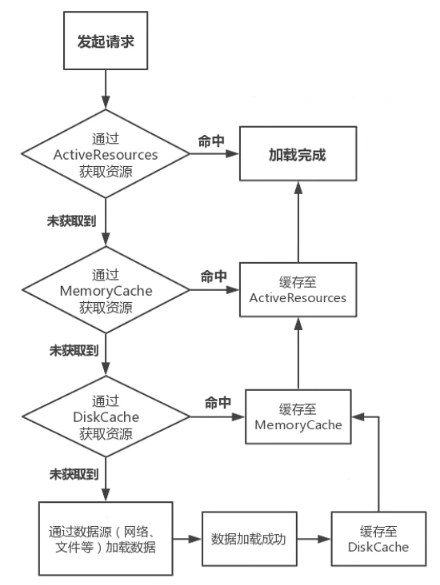 发起请求
通过
ActiveResources
获取资源
命中
加载完成
未获取到
通过
MemoryCache
获取资源
命中
缓存至
ActiveResources
未获取到
通过
DiskCache
获取资源
命中
缓存至
MemoryCache
未获取到
通过数据源（网络、
文件等）加载数据
数据加载成功
缓存至
DiskCache